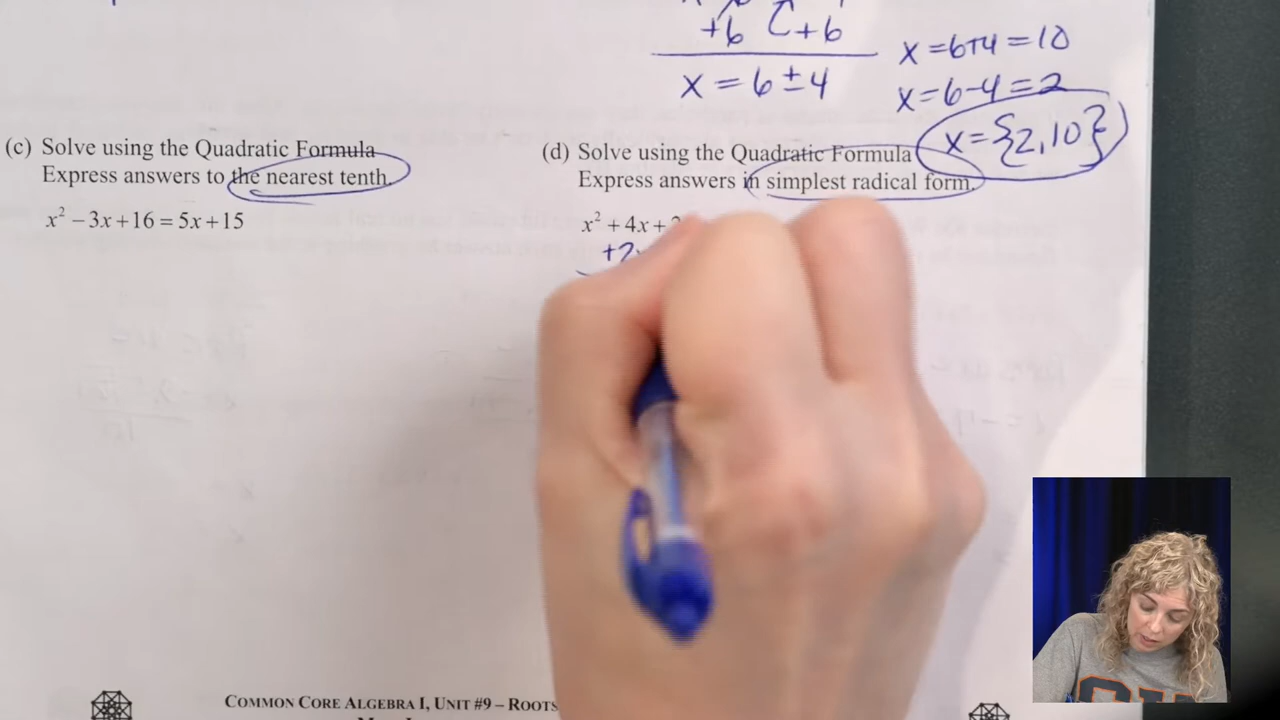 +6 +6
x = 6 ± 4
x = 6+4 = 10
x = 6-4 = 2
x = {2, 10}
(c) Solve using the Quadratic Formula
Express answers to the nearest tenth.
x² − 3x + 16 = 5x + 15
(d) Solve using the Quadratic Formula
Express answers in simplest radical form.
x² + 4x +
+2
COMMON CORE ALGEBRA I, UNIT #9 – ROOTS